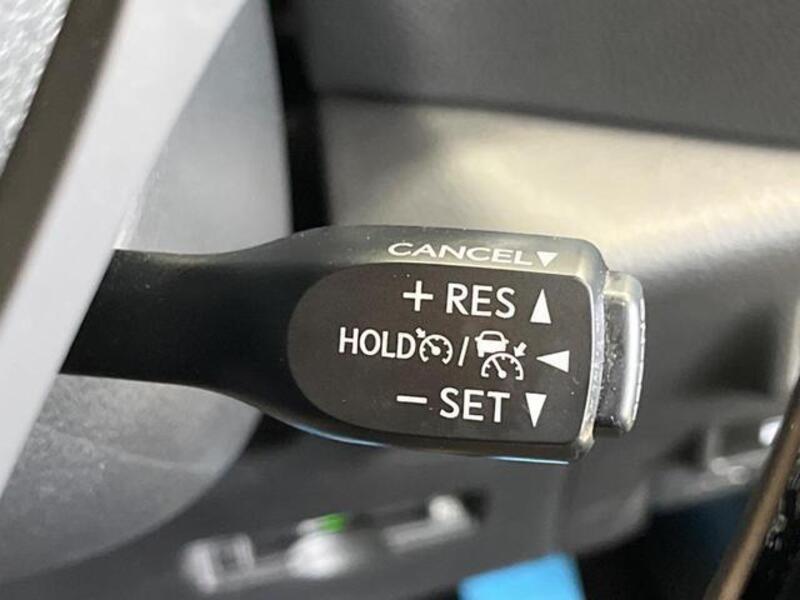 CANCEL▼
+ RES ▲
HOLD / ◀
− SET ▼